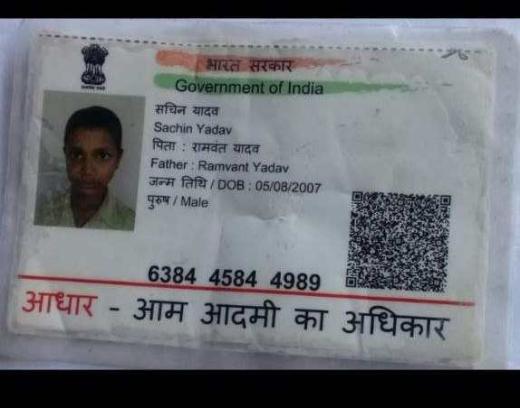 भारत सरकार
Government of India
सचिन यादव
Sachin Yadav
पिता : रामवंत यादव
Father : Ramvant Yadav
जन्म तिथि / DOB : 05/08/2007
पुरुष / Male
6384 4584 4989
आधार - आम आदमी का अधिकार